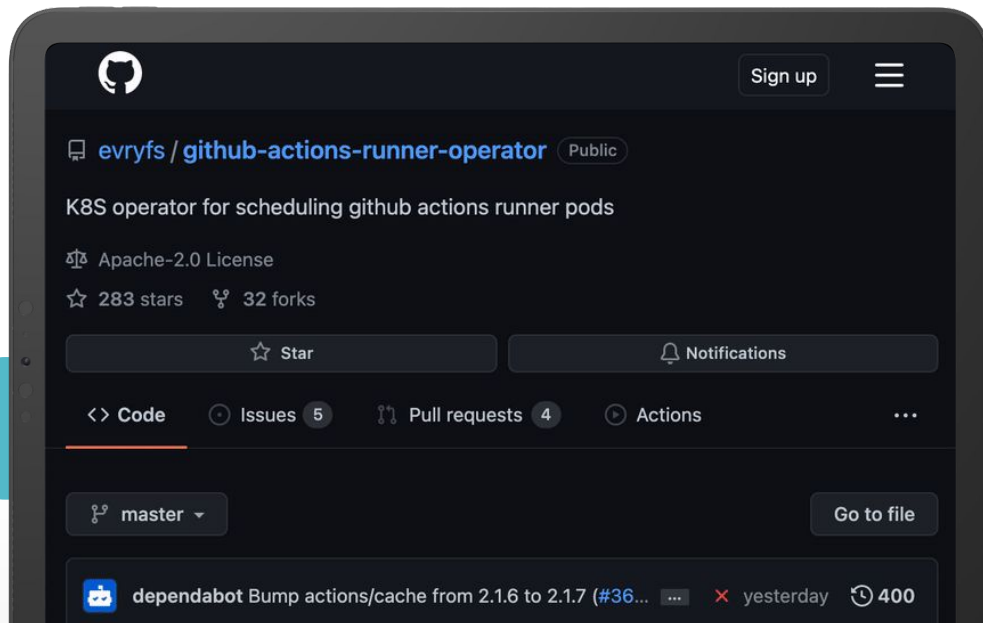 Sign up
evryfs / github-actions-runner-operator Public
K8S operator for scheduling github actions runner pods
Apache-2.0 License
283 stars 32 forks
Star Notifications
<> Code Issues 5 Pull requests 4 Actions ...
master Go to file
dependabot Bump actions/cache from 2.1.6 to 2.1.7 (#36... ... yesterday 400